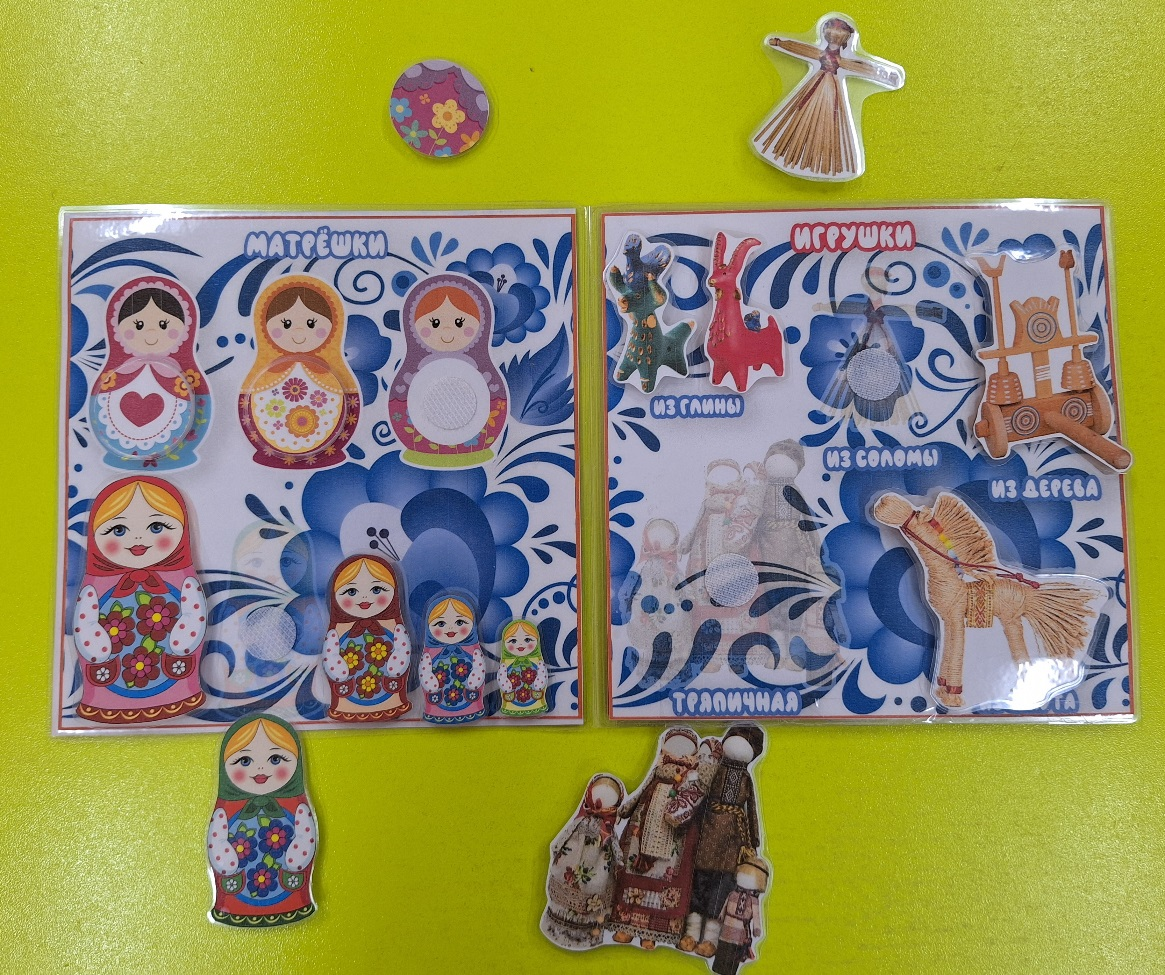 МАТРЁШКИ
ИГРУШКИ
ИЗ ГЛИНЫ
ИЗ СОЛОМЫ
ИЗ ДЕРЕВА
ТРЯПИЧНАЯ